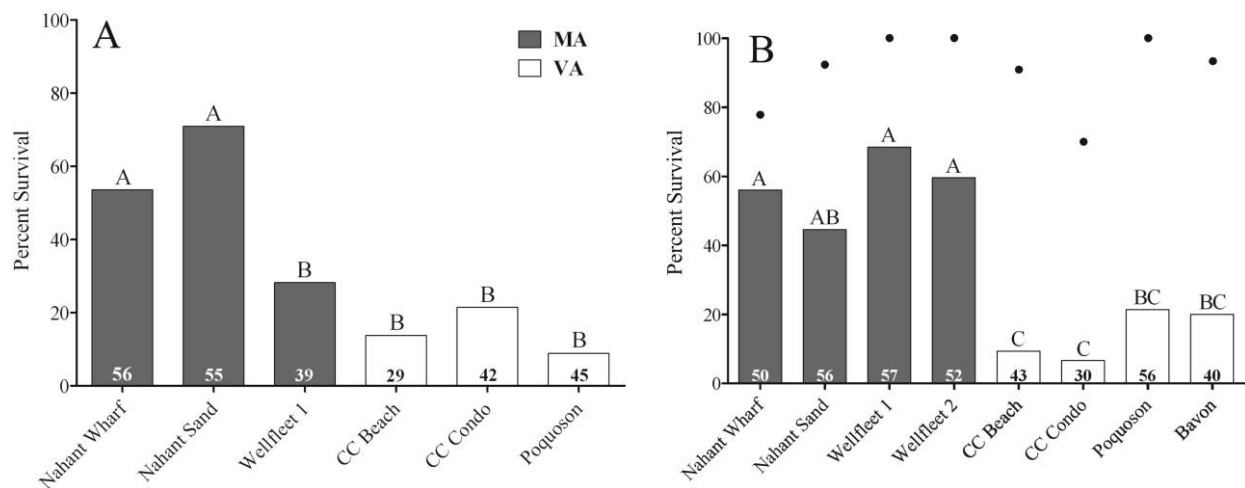 A
MA
VA
Percent Survival
100
80
60
40
20
0
A
A
B
B
B
B
56
55
39
29
42
45
Nahant Wharf
Nahant Sand
Wellfleet 1
CC Beach
CC Condo
Poquoson
B
Percent Survival
100
80
60
40
20
0
A
AB
A
A
C
C
BC
BC
50
56
57
52
43
30
56
40
Nahant Wharf
Nahant Sand
Wellfleet 1
Wellfleet 2
CC Beach
CC Condo
Poquoson
Bavon